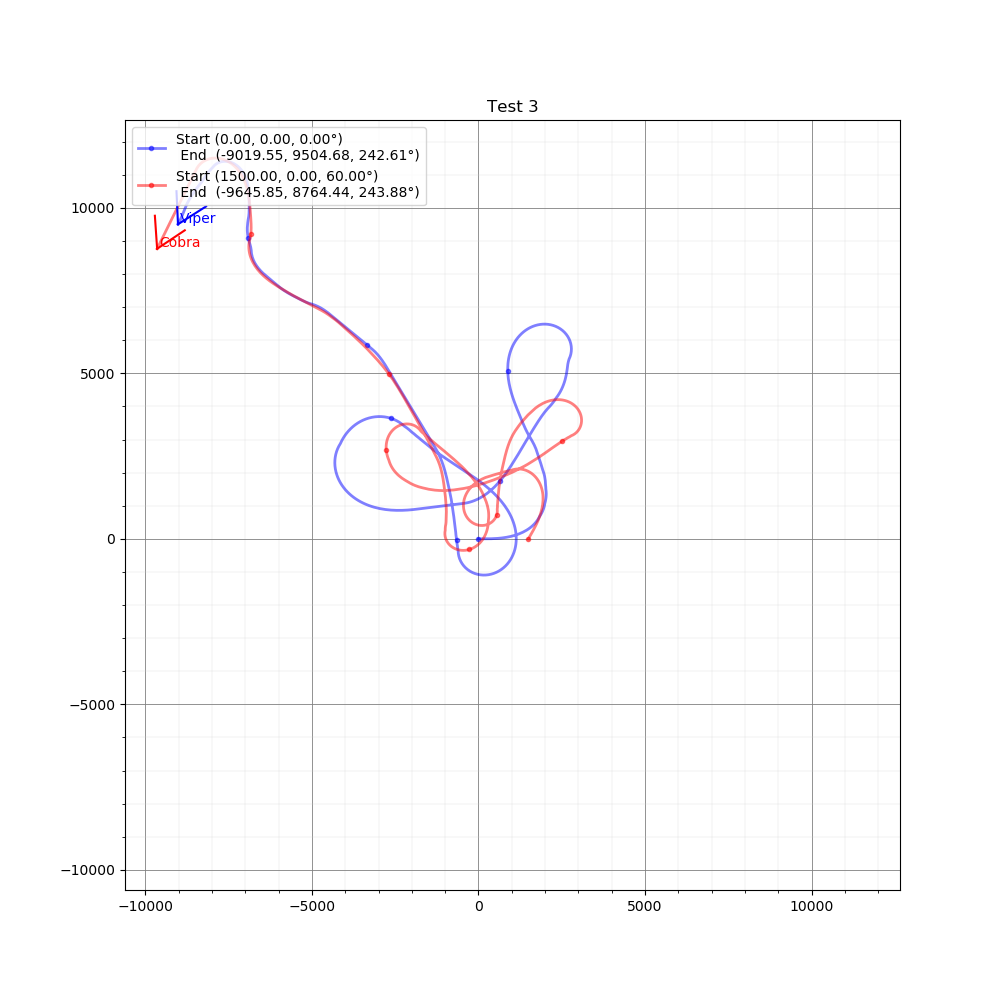 Test 3
Start (0.00, 0.00, 0.00°)
End (-9019.55, 9504.68, 242.61°)
Start (1500.00, 0.00, 60.00°)
End (-9645.85, 8764.44, 243.88°)
Viper
Cobra
10000
5000
0
−5000
−10000
−10000
−5000
0
5000
10000